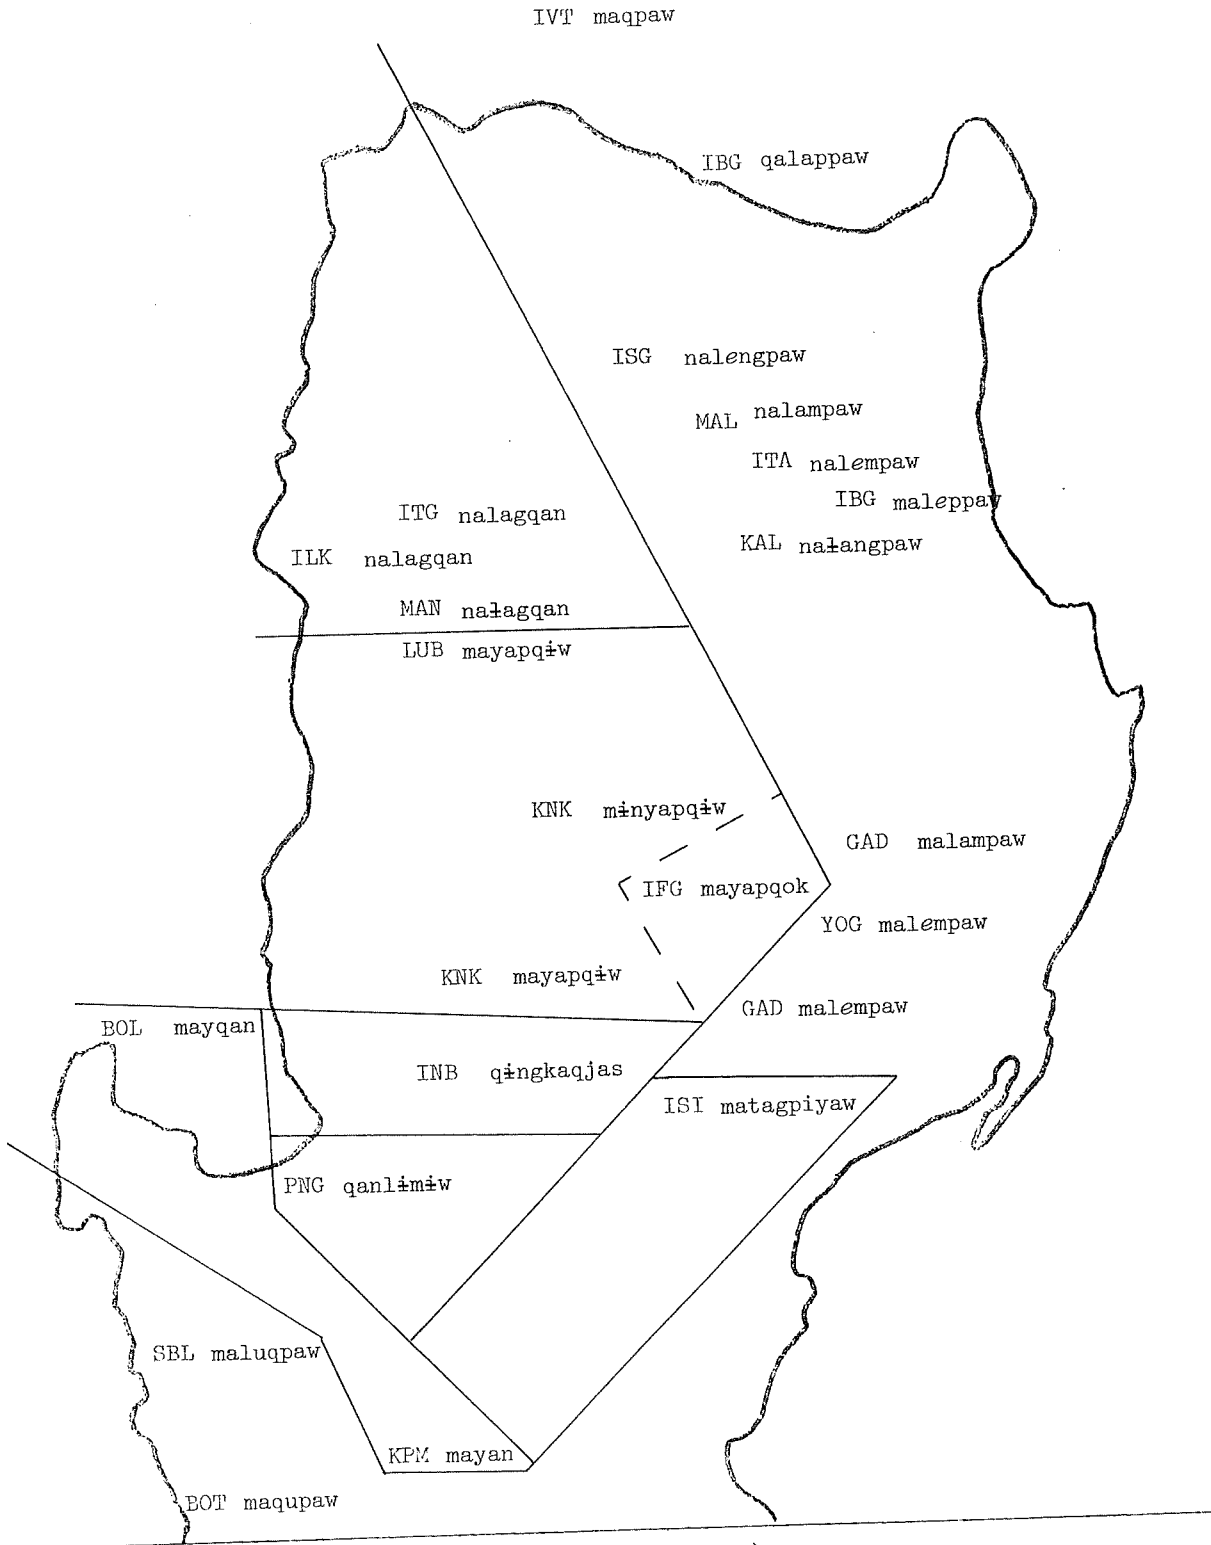 IVT maqpaw
IBG qalappaw
ISG nalengpaw
MAL nalampaw
ITA nalempaw
IBG maleppaw
ITG nalagqan
KAL nałangpaw
ILK nalagqan
MAN nałagqan
LUB mayapqɨw
KNK mɨnyapqɨw
GAD malampaw
IFG mayapqok
YOG malempaw
KNK mayapqɨw
GAD malempaw
BOL mayqan
INB qɨngkaqjas
ISI matagpiyaw
PNG qanlɨmɨw
SBL maluqpaw
KPM mayan
BOT maqupaw